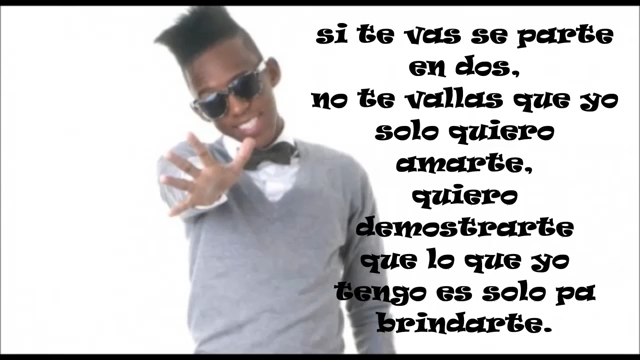 si te vas se parte
en dos,
no te vallas que yo
solo quiero
amarte,
quiero
demostrarte
que lo que yo
tengo es solo pa
brindarte.